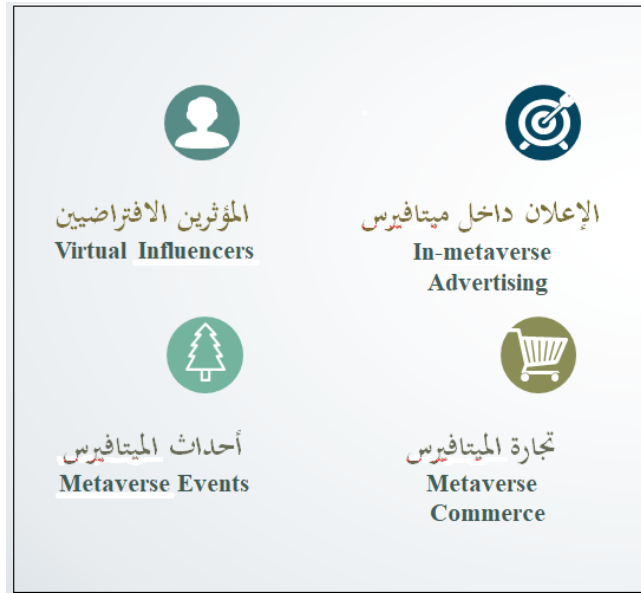 الإعلان داخل ميتافيرس
In-metaverse
Advertising
المؤثرين الافتراضيين
Virtual Influencers
تجارة الميتافيرس
Metaverse
Commerce
أحداث الميتافيرس
Metaverse Events